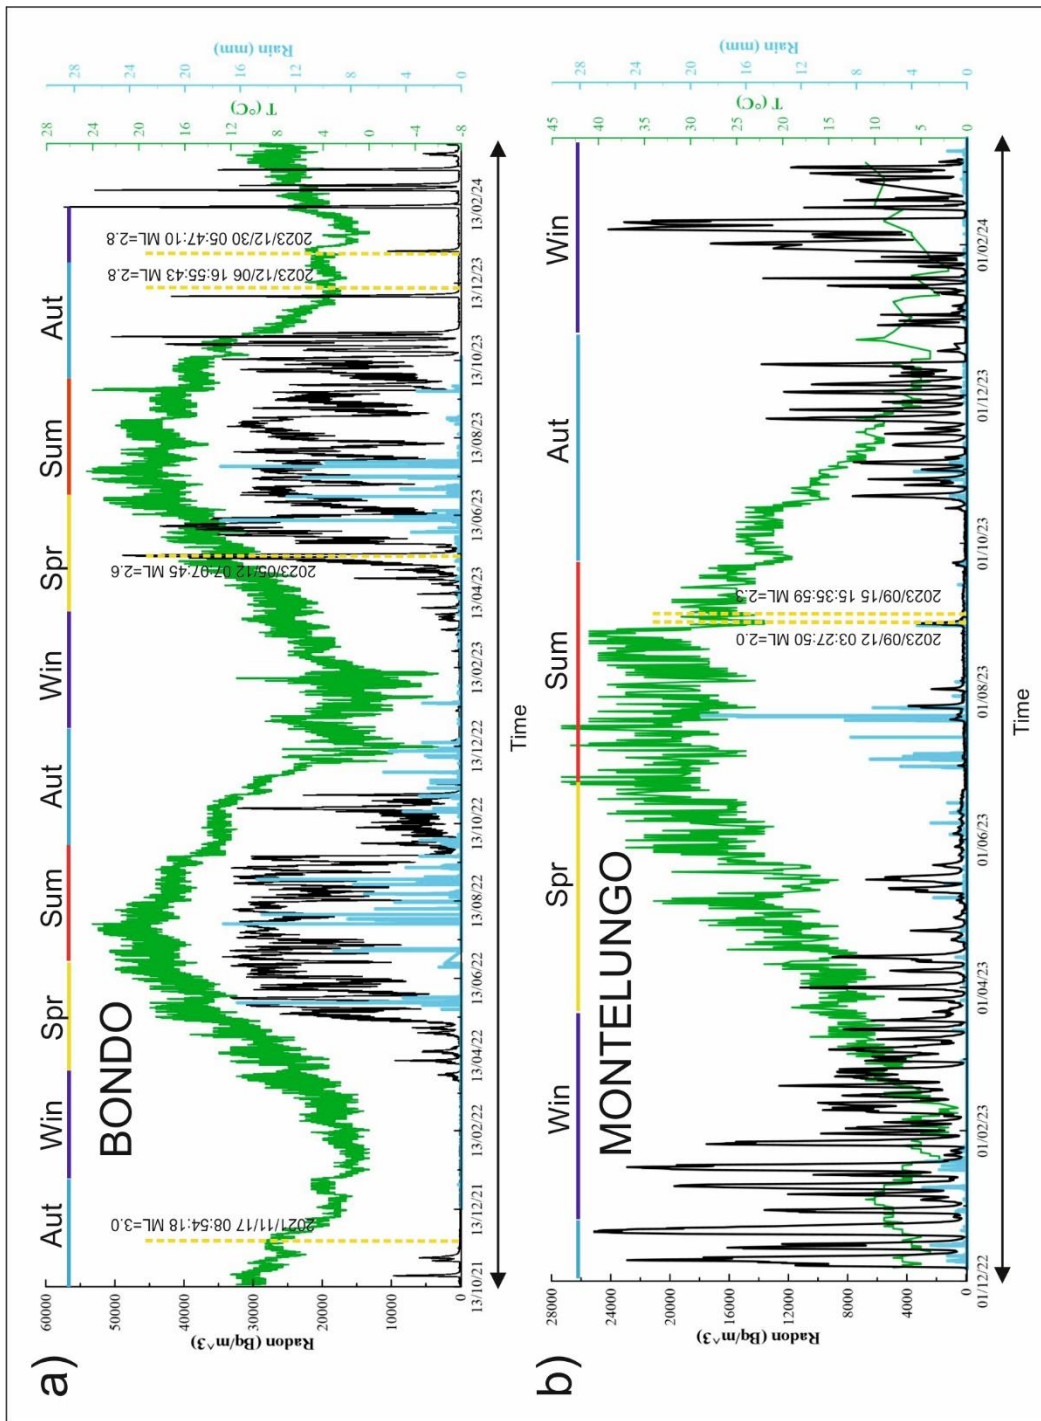 a)
BONDO
Aut
Win
Spr
Sum
Aut
Win
Spr
Sum
Aut
Radon (Bq/m^3)
600000
500000
400000
300000
200000
100000
0
2021/11/17 08:54:18 ML=3.0
2023/05/12 07:07:45 ML=2.6
2023/12/06 16:55:43 ML=2.8
2023/12/30 05:47:10 ML=2.8
13/10/21
13/12/21
13/02/22
13/04/22
13/06/22
13/08/22
13/10/22
13/12/22
13/02/23
13/04/23
13/06/23
13/08/23
13/10/23
13/12/23
13/02/24
Time
T (°C)
28
24
20
16
12
8
4
0
-4
-8
Rain (mm)
28
24
20
16
12
8
4
0
b)
MONTELUNGO
Win
Spr
Sum
Aut
Win
Radon (Bq/m^3)
28000
24000
20000
16000
12000
8000
4000
0
2023/09/12 03:27:50 ML=2.0
2023/09/15 15:35:59 ML=2.3
01/12/22
01/02/23
01/04/23
01/06/23
01/08/23
01/10/23
01/12/23
01/02/24
Time
T (°C)
45
42
35
30
25
20
15
10
5
0
Rain (mm)
28
24
20
16
12
8
4
0